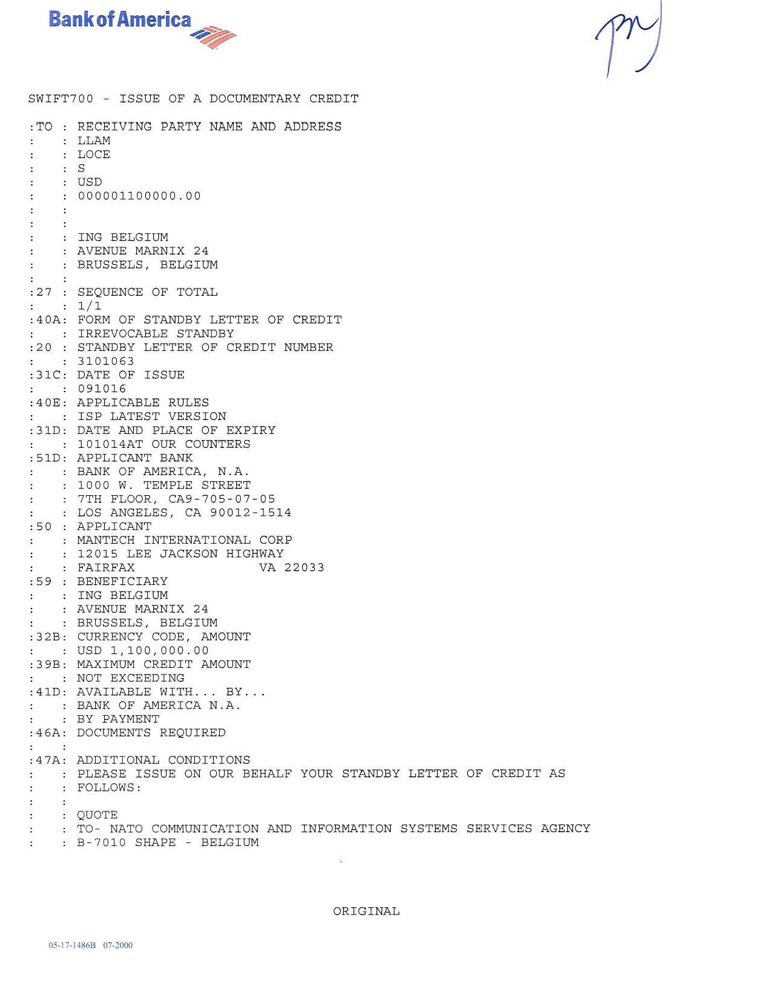 Bank of America
SWIFT700 - ISSUE OF A DOCUMENTARY CREDIT
:TO : RECEIVING PARTY NAME AND ADDRESS
: : LLAM
: : LOCE
: : S
: : USD
: : 000001100000.00
: :
: :
: : ING BELGIUM
: : AVENUE MARNIX 24
: : BRUSSELS, BELGIUM
: :
:27 : SEQUENCE OF TOTAL
: : 1/1
:40A: FORM OF STANDBY LETTER OF CREDIT
: : IRREVOCABLE STANDBY
:20 : STANDBY LETTER OF CREDIT NUMBER
: : 3101063
:31C: DATE OF ISSUE
: : 091016
:40E: APPLICABLE RULES
: : ISP LATEST VERSION
:31D: DATE AND PLACE OF EXPIRY
: : 101014AT OUR COUNTERS
:51D: APPLICANT BANK
: : BANK OF AMERICA, N.A.
: : 1000 W. TEMPLE STREET
: : 7TH FLOOR, CA9-705-07-05
: : LOS ANGELES, CA 90012-1514
:50 : APPLICANT
: : MANTECH INTERNATIONAL CORP
: : 12015 LEE JACKSON HIGHWAY
: : FAIRFAX VA 22033
:59 : BENEFICIARY
: : ING BELGIUM
: : AVENUE MARNIX 24
: : BRUSSELS, BELGIUM
:32B: CURRENCY CODE, AMOUNT
: : USD 1,100,000.00
:39B: MAXIMUM CREDIT AMOUNT
: : NOT EXCEEDING
:41D: AVAILABLE WITH... BY...
: : BANK OF AMERICA N.A.
: : BY PAYMENT
:46A: DOCUMENTS REQUIRED
: :
:47A: ADDITIONAL CONDITIONS
: : PLEASE ISSUE ON OUR BEHALF YOUR STANDBY LETTER OF CREDIT AS
: : FOLLOWS:
: :
: : QUOTE
: : TO- NATO COMMUNICATION AND INFORMATION SYSTEMS SERVICES AGENCY
: : B-7010 SHAPE - BELGIUM
ORIGINAL
05-17-1486B 07-2000